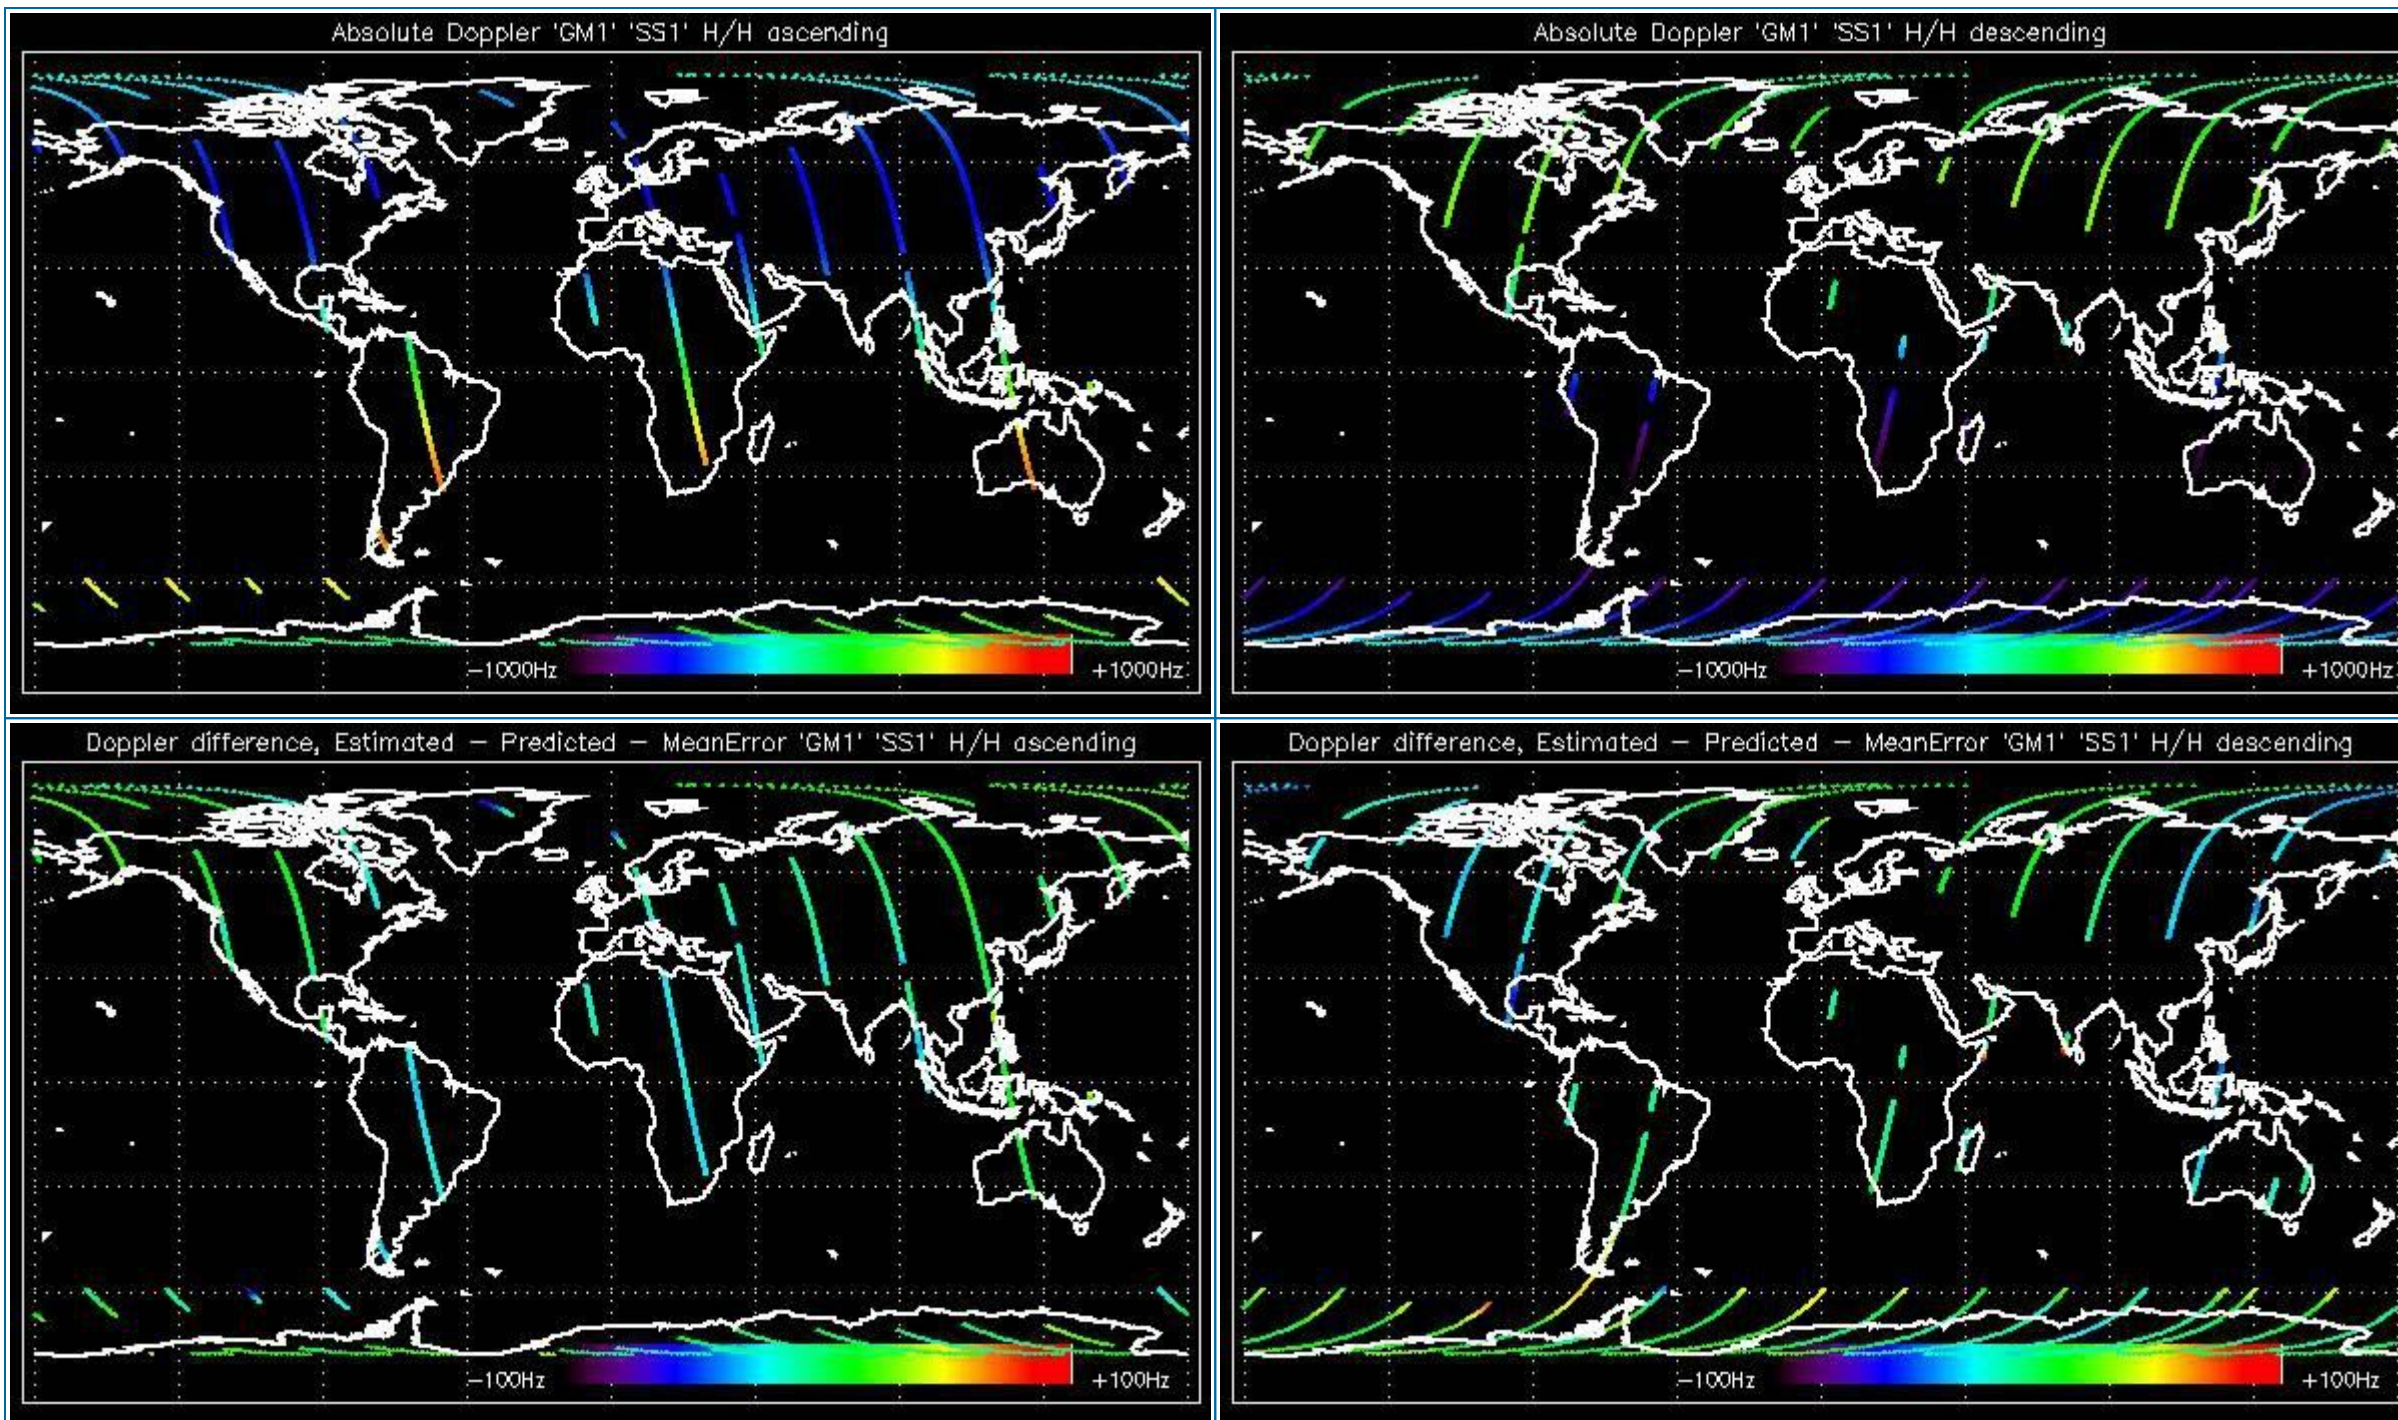 Absolute Doppler 'GM1' 'SS1' H/H ascending
-1000Hz
+1000Hz
Absolute Doppler 'GM1' 'SS1' H/H descending
-1000Hz
+1000Hz
Doppler difference, Estimated - Predicted - MeanError 'GM1' 'SS1' H/H ascending
-100Hz
+100Hz
Doppler difference, Estimated - Predicted - MeanError 'GM1' 'SS1' H/H descending
-100Hz
+100Hz